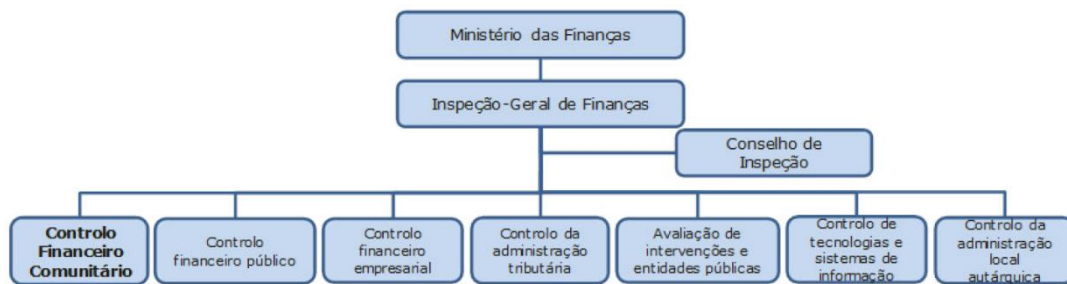 Ministério das Finanças
Inspeção-Geral de Finanças
Conselho de
Inspeção
Controlo
Financeiro
Comunitário
Controlo
financeiro público
Controlo
financeiro
empresarial
Controlo da
administração
tributária
Avaliação de
intervenções e
entidades públicas
Controlo de
tecnologias e
sistemas de
informação
Controlo da
administração
local
autárquica